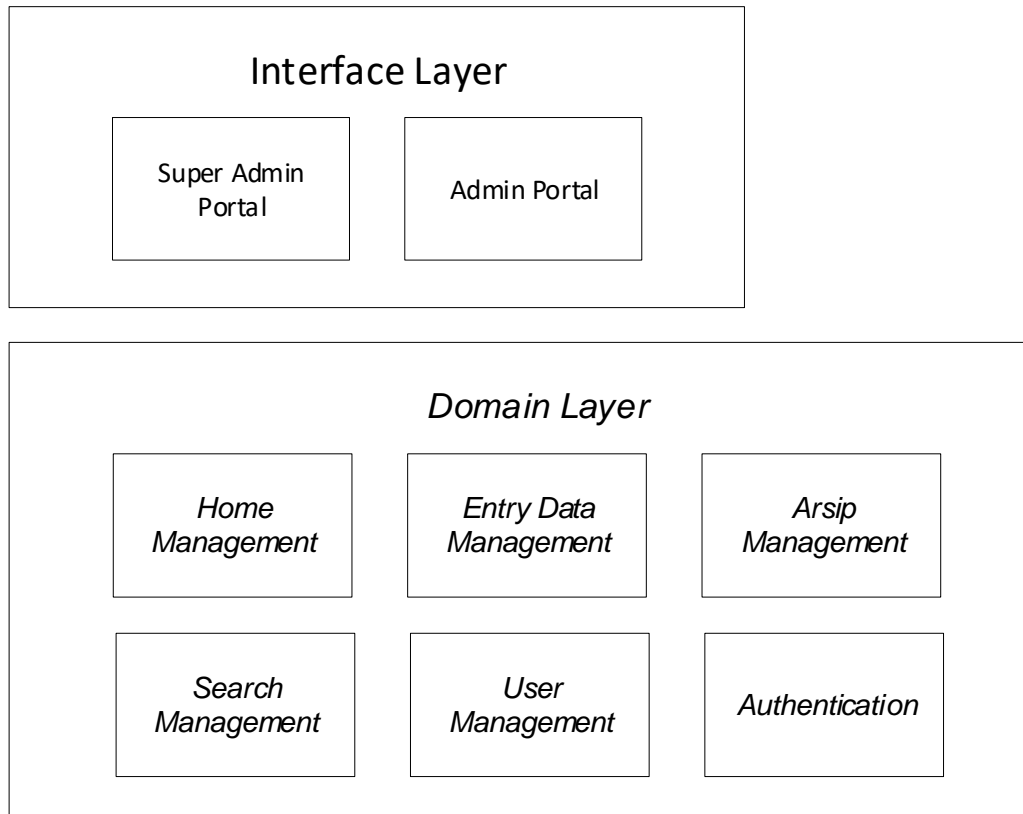 Interface Layer
Super Admin
Portal
Admin Portal
Domain Layer
Home
Management
Entry Data
Management
Arsip
Management
Search
Management
User
Management
Authentication